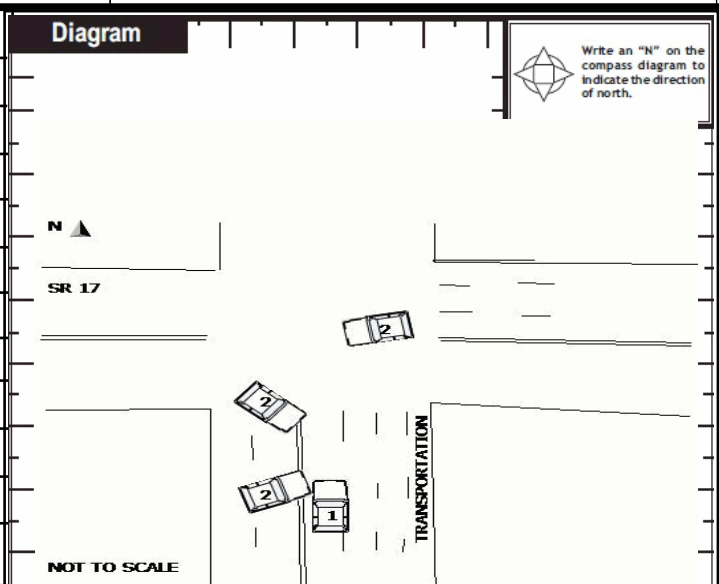 Diagram
Write an "N" on the
compass diagram to
indicate the direction
of north.
N
SR 17
2
2
TRANSPORTATION
2
1
NOT TO SCALE